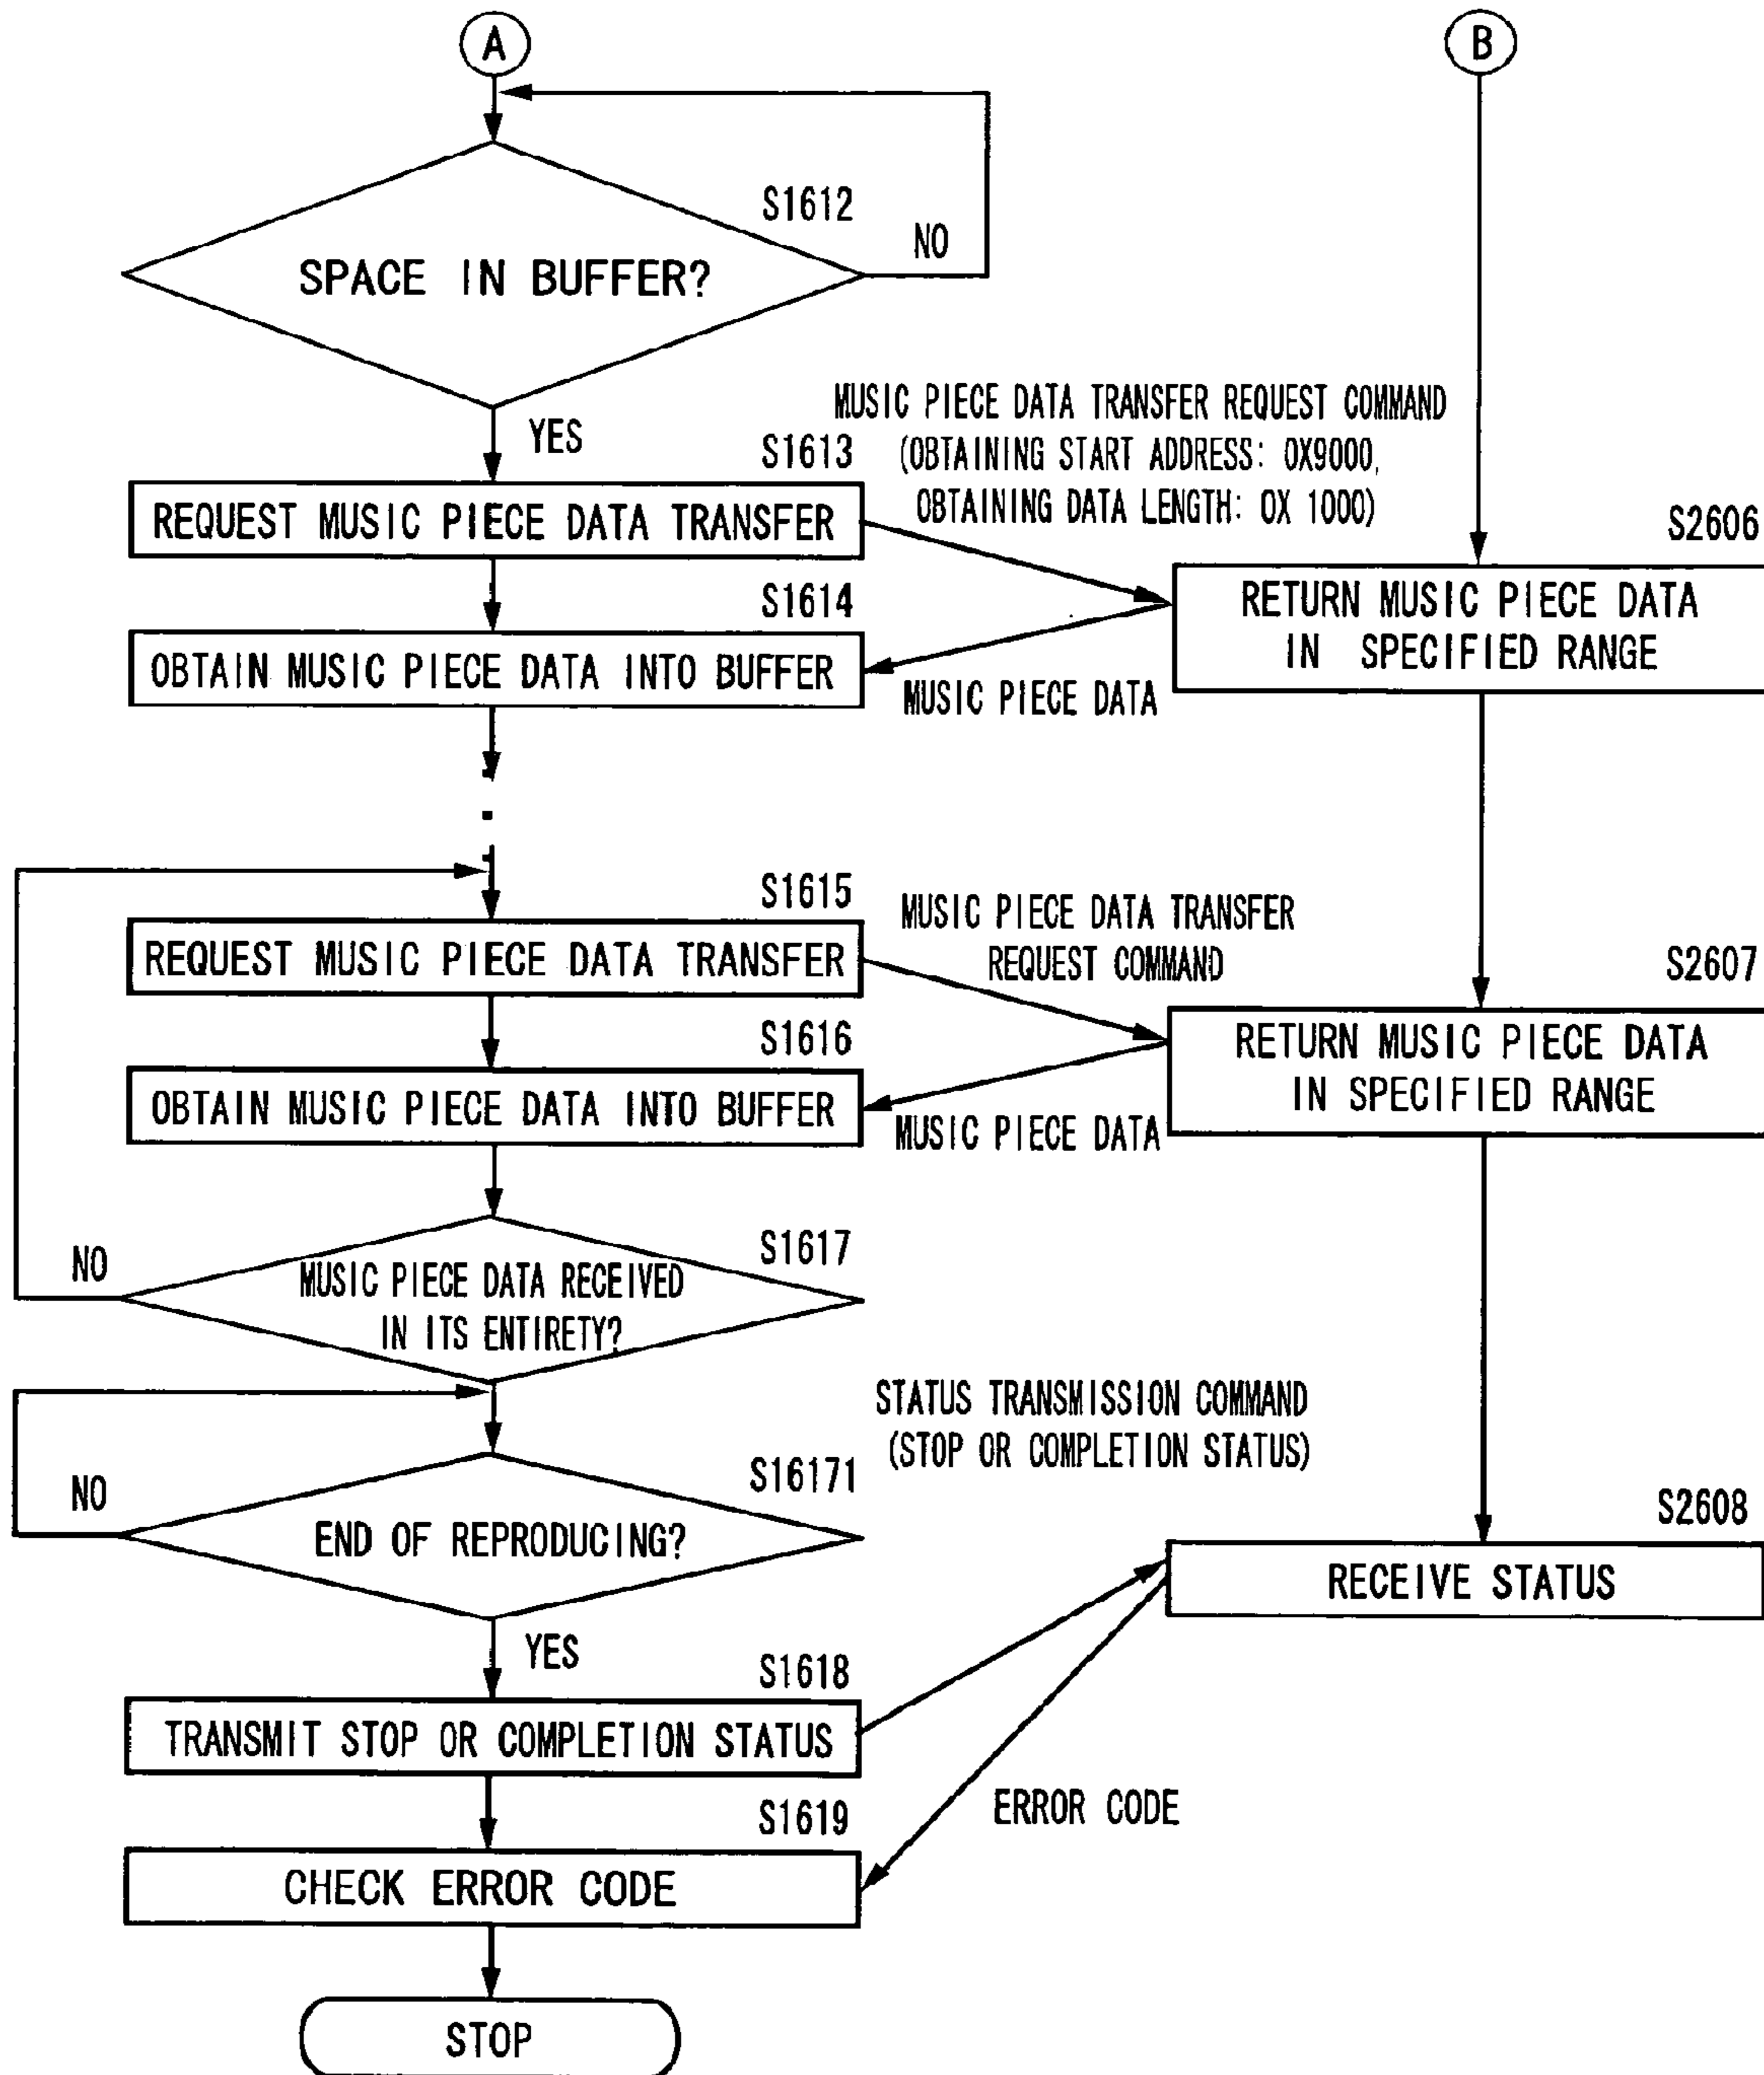 A
B
S1612
SPACE IN BUFFER?
NO
YES
MUSIC PIECE DATA TRANSFER REQUEST COMMAND
(OBTAINING START ADDRESS: 0X9000,
OBTAINING DATA LENGTH: 0X 1000)
S1613
REQUEST MUSIC PIECE DATA TRANSFER
S2606
RETURN MUSIC PIECE DATA
IN SPECIFIED RANGE
S1614
OBTAIN MUSIC PIECE DATA INTO BUFFER
MUSIC PIECE DATA
S1615
REQUEST MUSIC PIECE DATA TRANSFER
MUSIC PIECE DATA TRANSFER
REQUEST COMMAND
S2607
RETURN MUSIC PIECE DATA
IN SPECIFIED RANGE
S1616
OBTAIN MUSIC PIECE DATA INTO BUFFER
MUSIC PIECE DATA
S1617
NO
MUSIC PIECE DATA RECEIVED
IN ITS ENTIRETY?
STATUS TRANSMISSION COMMAND
(STOP OR COMPLETION STATUS)
S16171
NO
END OF REPRODUCING?
S2608
RECEIVE STATUS
YES
S1618
TRANSMIT STOP OR COMPLETION STATUS
ERROR CODE
S1619
CHECK ERROR CODE
STOP